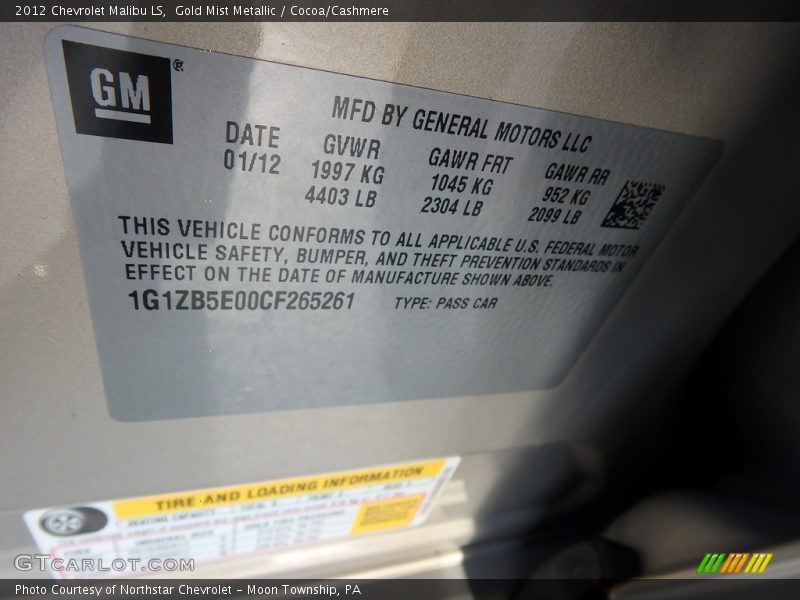 2012 Chevrolet Malibu LS, Gold Mist Metallic / Cocoa/Cashmere
GM ®
MFD BY GENERAL MOTORS LLC
DATE GVWR GAWR FRT GAWR RR
01/12 1997 KG 1045 KG 952 KG
4403 LB 2304 LB 2099 LB
THIS VEHICLE CONFORMS TO ALL APPLICABLE U.S. FEDERAL MOTOR
VEHICLE SAFETY, BUMPER, AND THEFT PREVENTION STANDARDS IN
EFFECT ON THE DATE OF MANUFACTURE SHOWN ABOVE.
1G1ZB5E00CF265261 TYPE: PASS CAR
TIRE AND LOADING INFORMATION
SEATING CAPACITY
GTCARLOT.COM
Photo Courtesy of Northstar Chevrolet - Moon Township, PA